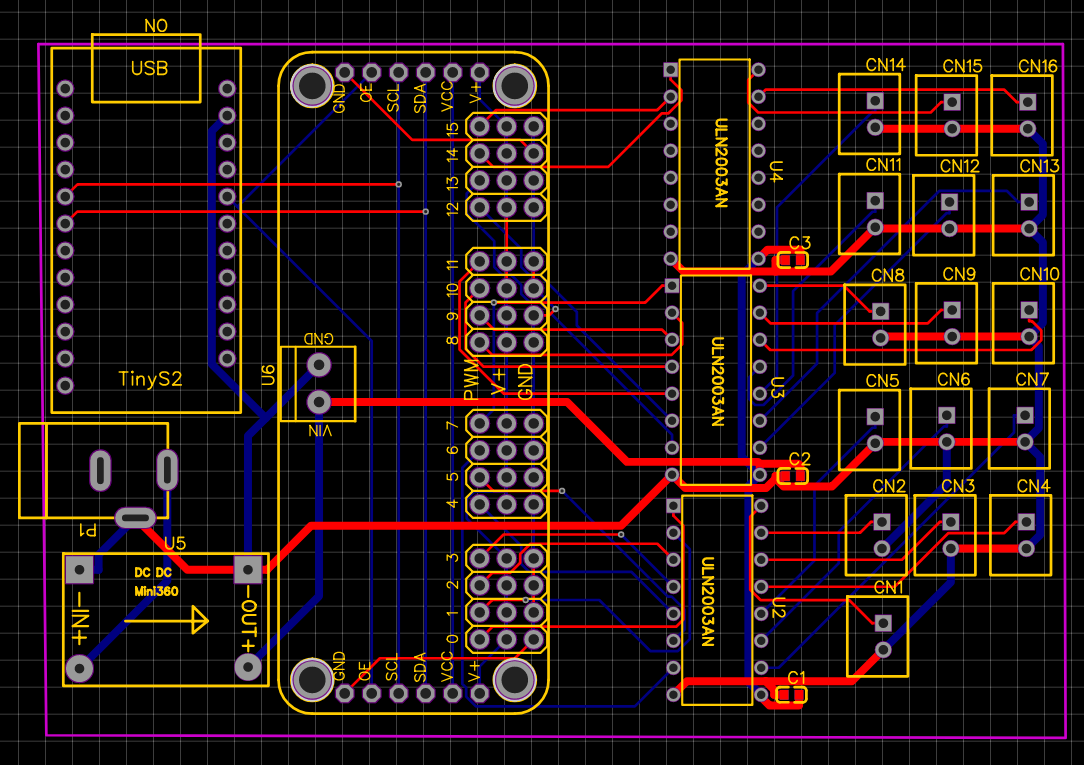 NO
USB
TinyS2
GND
OE
SCL
SDA
VCC
V+
15
14
13
12
11
10
9
8
PWM
V+
GND
7
6
5
4
3
2
1
0
GND
OE
SCL
SDA
VCC
V+
GND
U6
VIN
P1
U5
DC DC
Mini360
-IN+
-OUT+
ULN2003AN
U4
C3
ULN2003AN
U3
C2
ULN2003AN
U2
C1
CN14
CN15
CN16
CN11
CN12
CN13
CN8
CN9
CN10
CN5
CN6
CN7
CN2
CN3
CN4
CN1